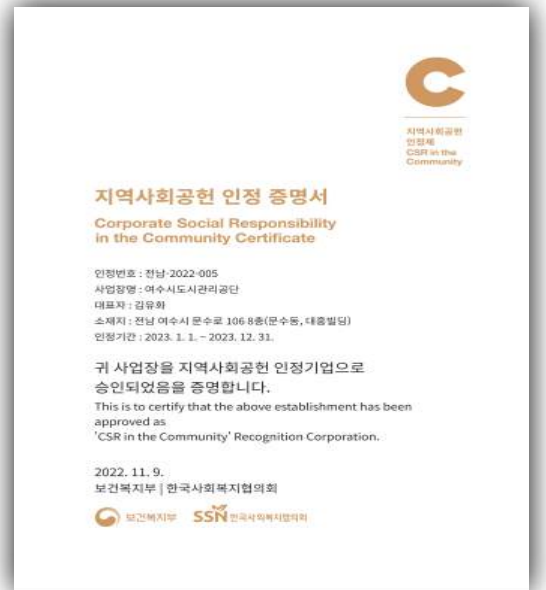 C
지역사회공헌
인정제
CSR in the
Community
지역사회공헌 인정 증명서
Corporate Social Responsibility
in the Community Certificate
인정번호 : 전남-2022-005
사업장명 : 여수시도시관리공단
대표자 : 김유화
소재지 : 전남 여수시 문수로 106 8층(문수동, 대흥빌딩)
인정기간 : 2023. 1. 1. ~ 2023. 12. 31.
귀 사업장을 지역사회공헌 인정기업으로
승인되었음을 증명합니다.
This is to certify that the above establishment has been
approved as
'CSR in the Community' Recognition Corporation.
2022. 11. 9.
보건복지부 | 한국사회복지협의회
보건복지부 SSN 한국사회복지협의회